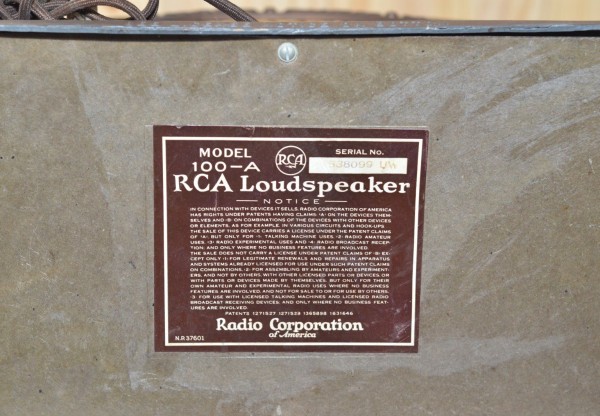 MODEL
100-A
RCA
SERIAL No.
338099 UW
RCA Loudspeaker
NOTICE
IN CONNECTION WITH DEVICES IT SELLS, RADIO CORPORATION OF AMERICA
HAS RIGHTS UNDER PATENTS HAVING CLAIMS ·A· ON THE DEVICES THEM-
SELVES AND ·B· ON COMBINATIONS OF THE DEVICES WITH OTHER DEVICES
OR ELEMENTS, AS FOR EXAMPLE, IN VARIOUS CIRCUITS AND HOOK-UPS.
THE SALE OF THIS DEVICE CARRIES A LICENSE UNDER THE PATENT CLAIMS
OF ·A·, BUT ONLY FOR ·1· TALKING MACHINE USES, ·2· RADIO AMATEUR
USES, ·3· RADIO EXPERIMENTAL USES AND ·4· RADIO BROADCAST RECEP-
TION; AND ONLY WHERE NO BUSINESS FEATURES ARE INVOLVED.
THE SALE DOES NOT CARRY A LICENSE UNDER PATENT CLAIMS OF ·B· EX-
CEPT ONLY ·1· FOR LEGITIMATE RENEWALS AND REPAIRS IN APPARATUS
AND SYSTEMS ALREADY LICENSED FOR USE UNDER SUCH PATENT CLAIMS
ON COMBINATIONS, ·2· FOR ASSEMBLING BY AMATEURS AND EXPERIMENT-
ERS, AND NOT BY OTHERS, WITH OTHER LICENSED PARTS OR DEVICES, OR
WITH PARTS OR DEVICES MADE BY THEMSELVES, BUT ONLY FOR THEIR
OWN AMATEUR AND EXPERIMENTAL RADIO USES WHERE NO BUSINESS
FEATURES ARE INVOLVED, AND NOT FOR SALE TO OR FOR USE BY OTHERS,
·3· FOR USE WITH LICENSED TALKING MACHINES AND LICENSED RADIO
BROADCAST RECEIVING DEVICES; AND ONLY WHERE NO BUSINESS FEAT-
URES ARE INVOLVED.
PATENTS 1271527 1271529 1365898 1631646
Radio Corporation
of America
N.P. 37601